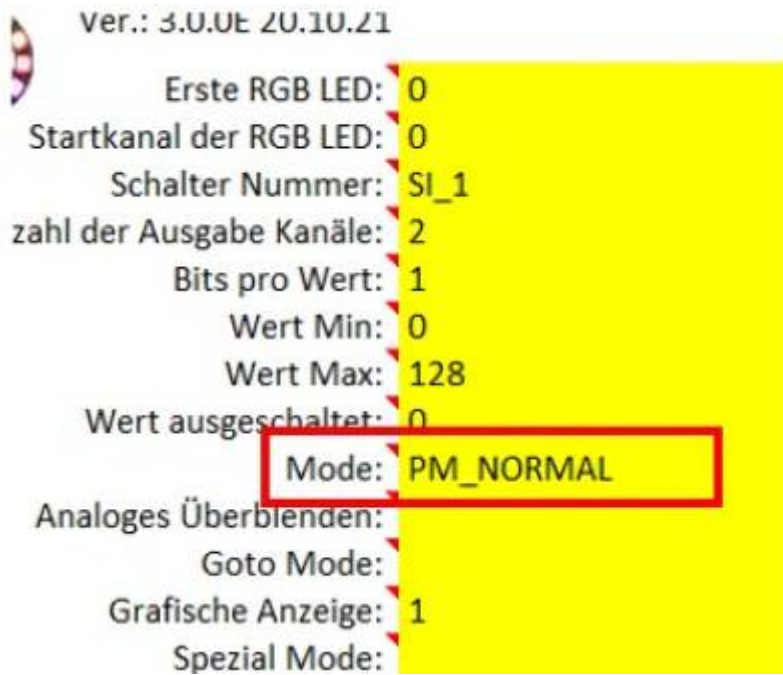 Ver.: 3.0.0E 20.10.21
Erste RGB LED: 0
Startkanal der RGB LED: 0
Schalter Nummer: SI_1
zahl der Ausgabe Kanäle: 2
Bits pro Wert: 1
Wert Min: 0
Wert Max: 128
Wert ausgeschaltet: 0
Mode: PM_NORMAL
Analoges Überblenden:
Goto Mode:
Grafische Anzeige: 1
Spezial Mode: